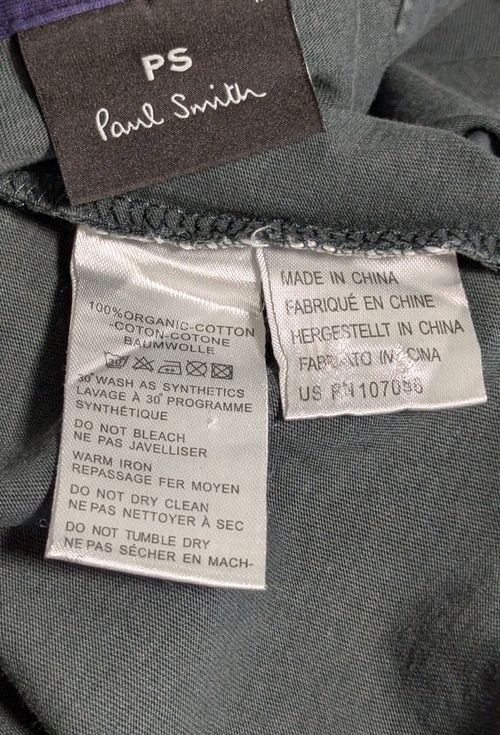 PS
Paul Smith
100%ORGANIC-COTTON
-COTON-COTONE
BAUMWOLLE
30 WASH AS SYNTHETICS
LAVAGE À 30° PROGRAMME
SYNTHÉTIQUE
DO NOT BLEACH
NE PAS JAVELLISER
WARM IRON
REPASSAGE FER MOYEN
DO NOT DRY CLEAN
NE PAS NETTOYER À SEC
DO NOT TUMBLE DRY
NE PAS SÉCHER EN MACH-
MADE IN CHINA
FABRIQUÉ EN CHINE
HERGESTELLT IN CHINA
IN
US